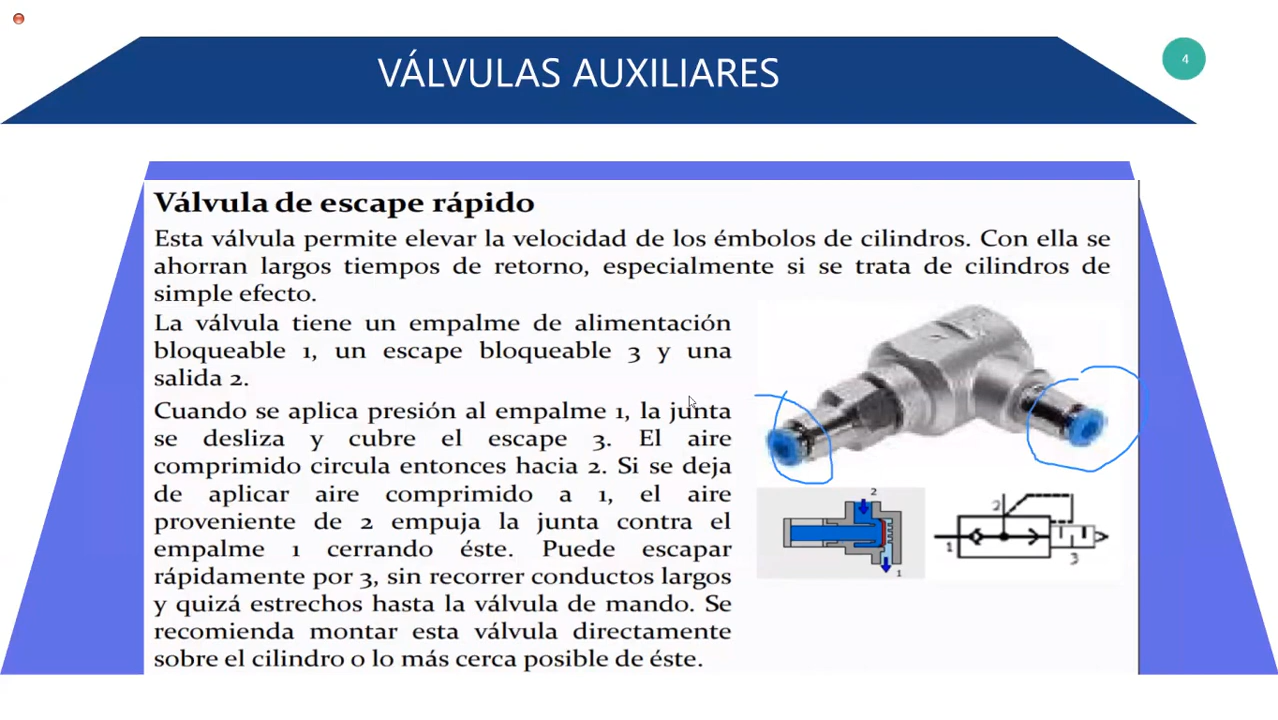 VÁLVULAS AUXILIARES
4
Válvula de escape rápido
Esta válvula permite elevar la velocidad de los émbolos de cilindros. Con ella se
ahorran largos tiempos de retorno, especialmente si se trata de cilindros de
simple efecto.
La válvula tiene un empalme de alimentación
bloqueable 1, un escape bloqueable 3 y una
salida 2.
Cuando se aplica presión al empalme 1, la junta
se desliza y cubre el escape 3. El aire
comprimido circula entonces hacia 2. Si se deja
de aplicar aire comprimido a 1, el aire
proveniente de 2 empuja la junta contra el
empalme 1 cerrando éste. Puede escapar
rápidamente por 3, sin recorrer conductos largos
y quizá estrechos hasta la válvula de mando. Se
recomienda montar esta válvula directamente
sobre el cilindro o lo más cerca posible de éste.
2
1
2
1
3